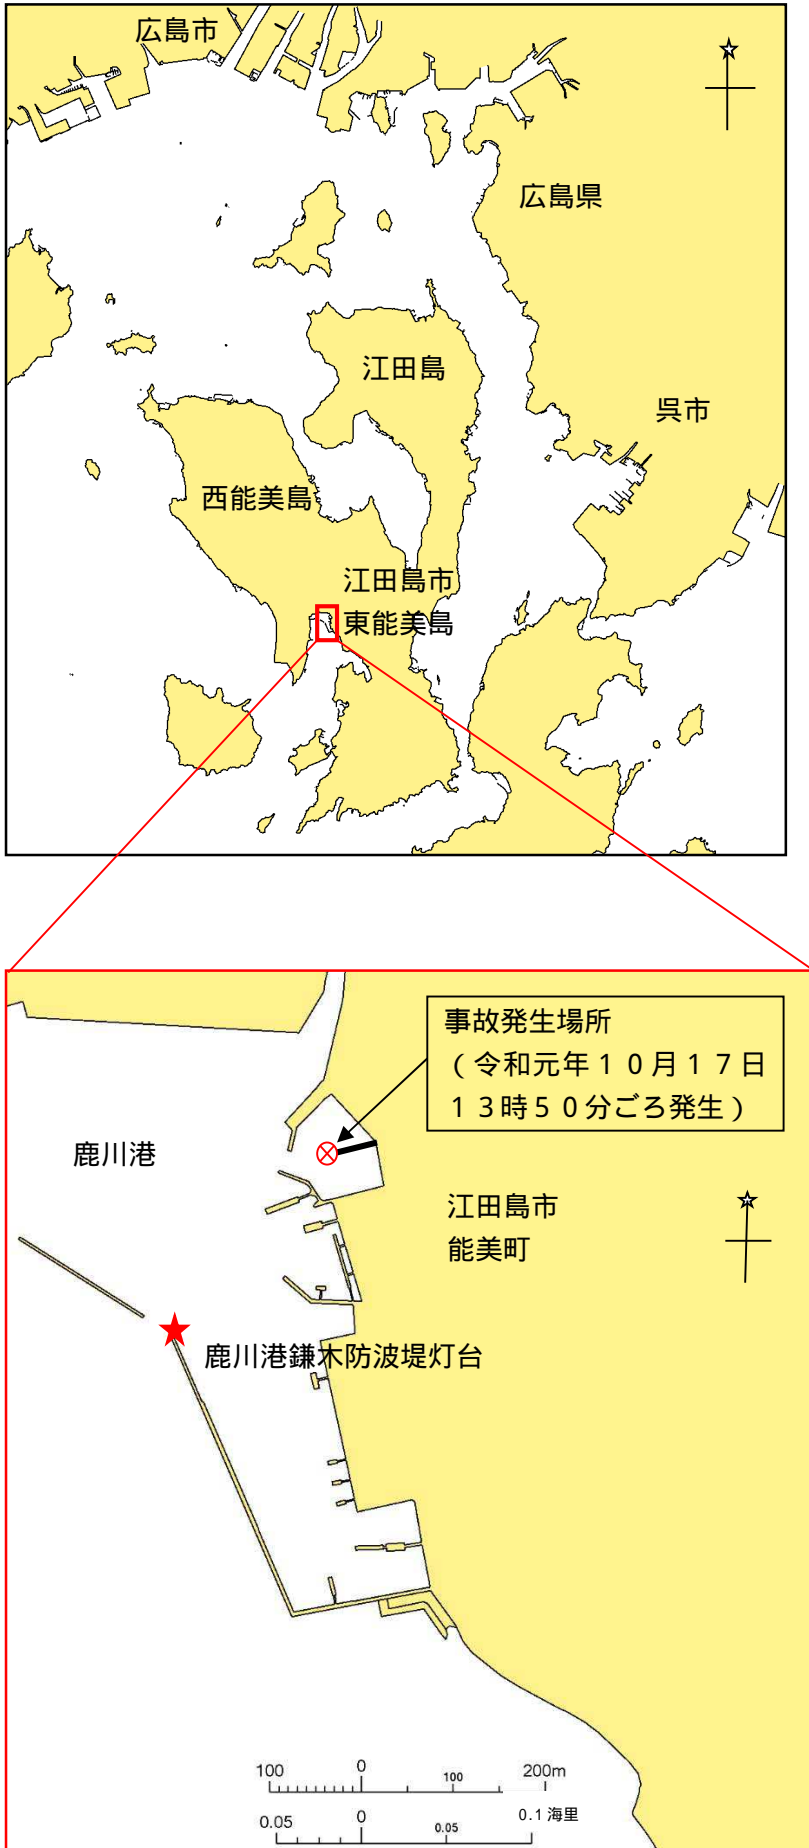 広島市
広島県
江田島
呉市
西能美島
江田島市
東能美島
事故発生場所
（令和元年１０月１７日
１３時５０分ごろ発生）
鹿川港
江田島市
能美町
鹿川港鎌木防波堤灯台
100 0 100 200m
0.05 0 0.05 0.1 海里